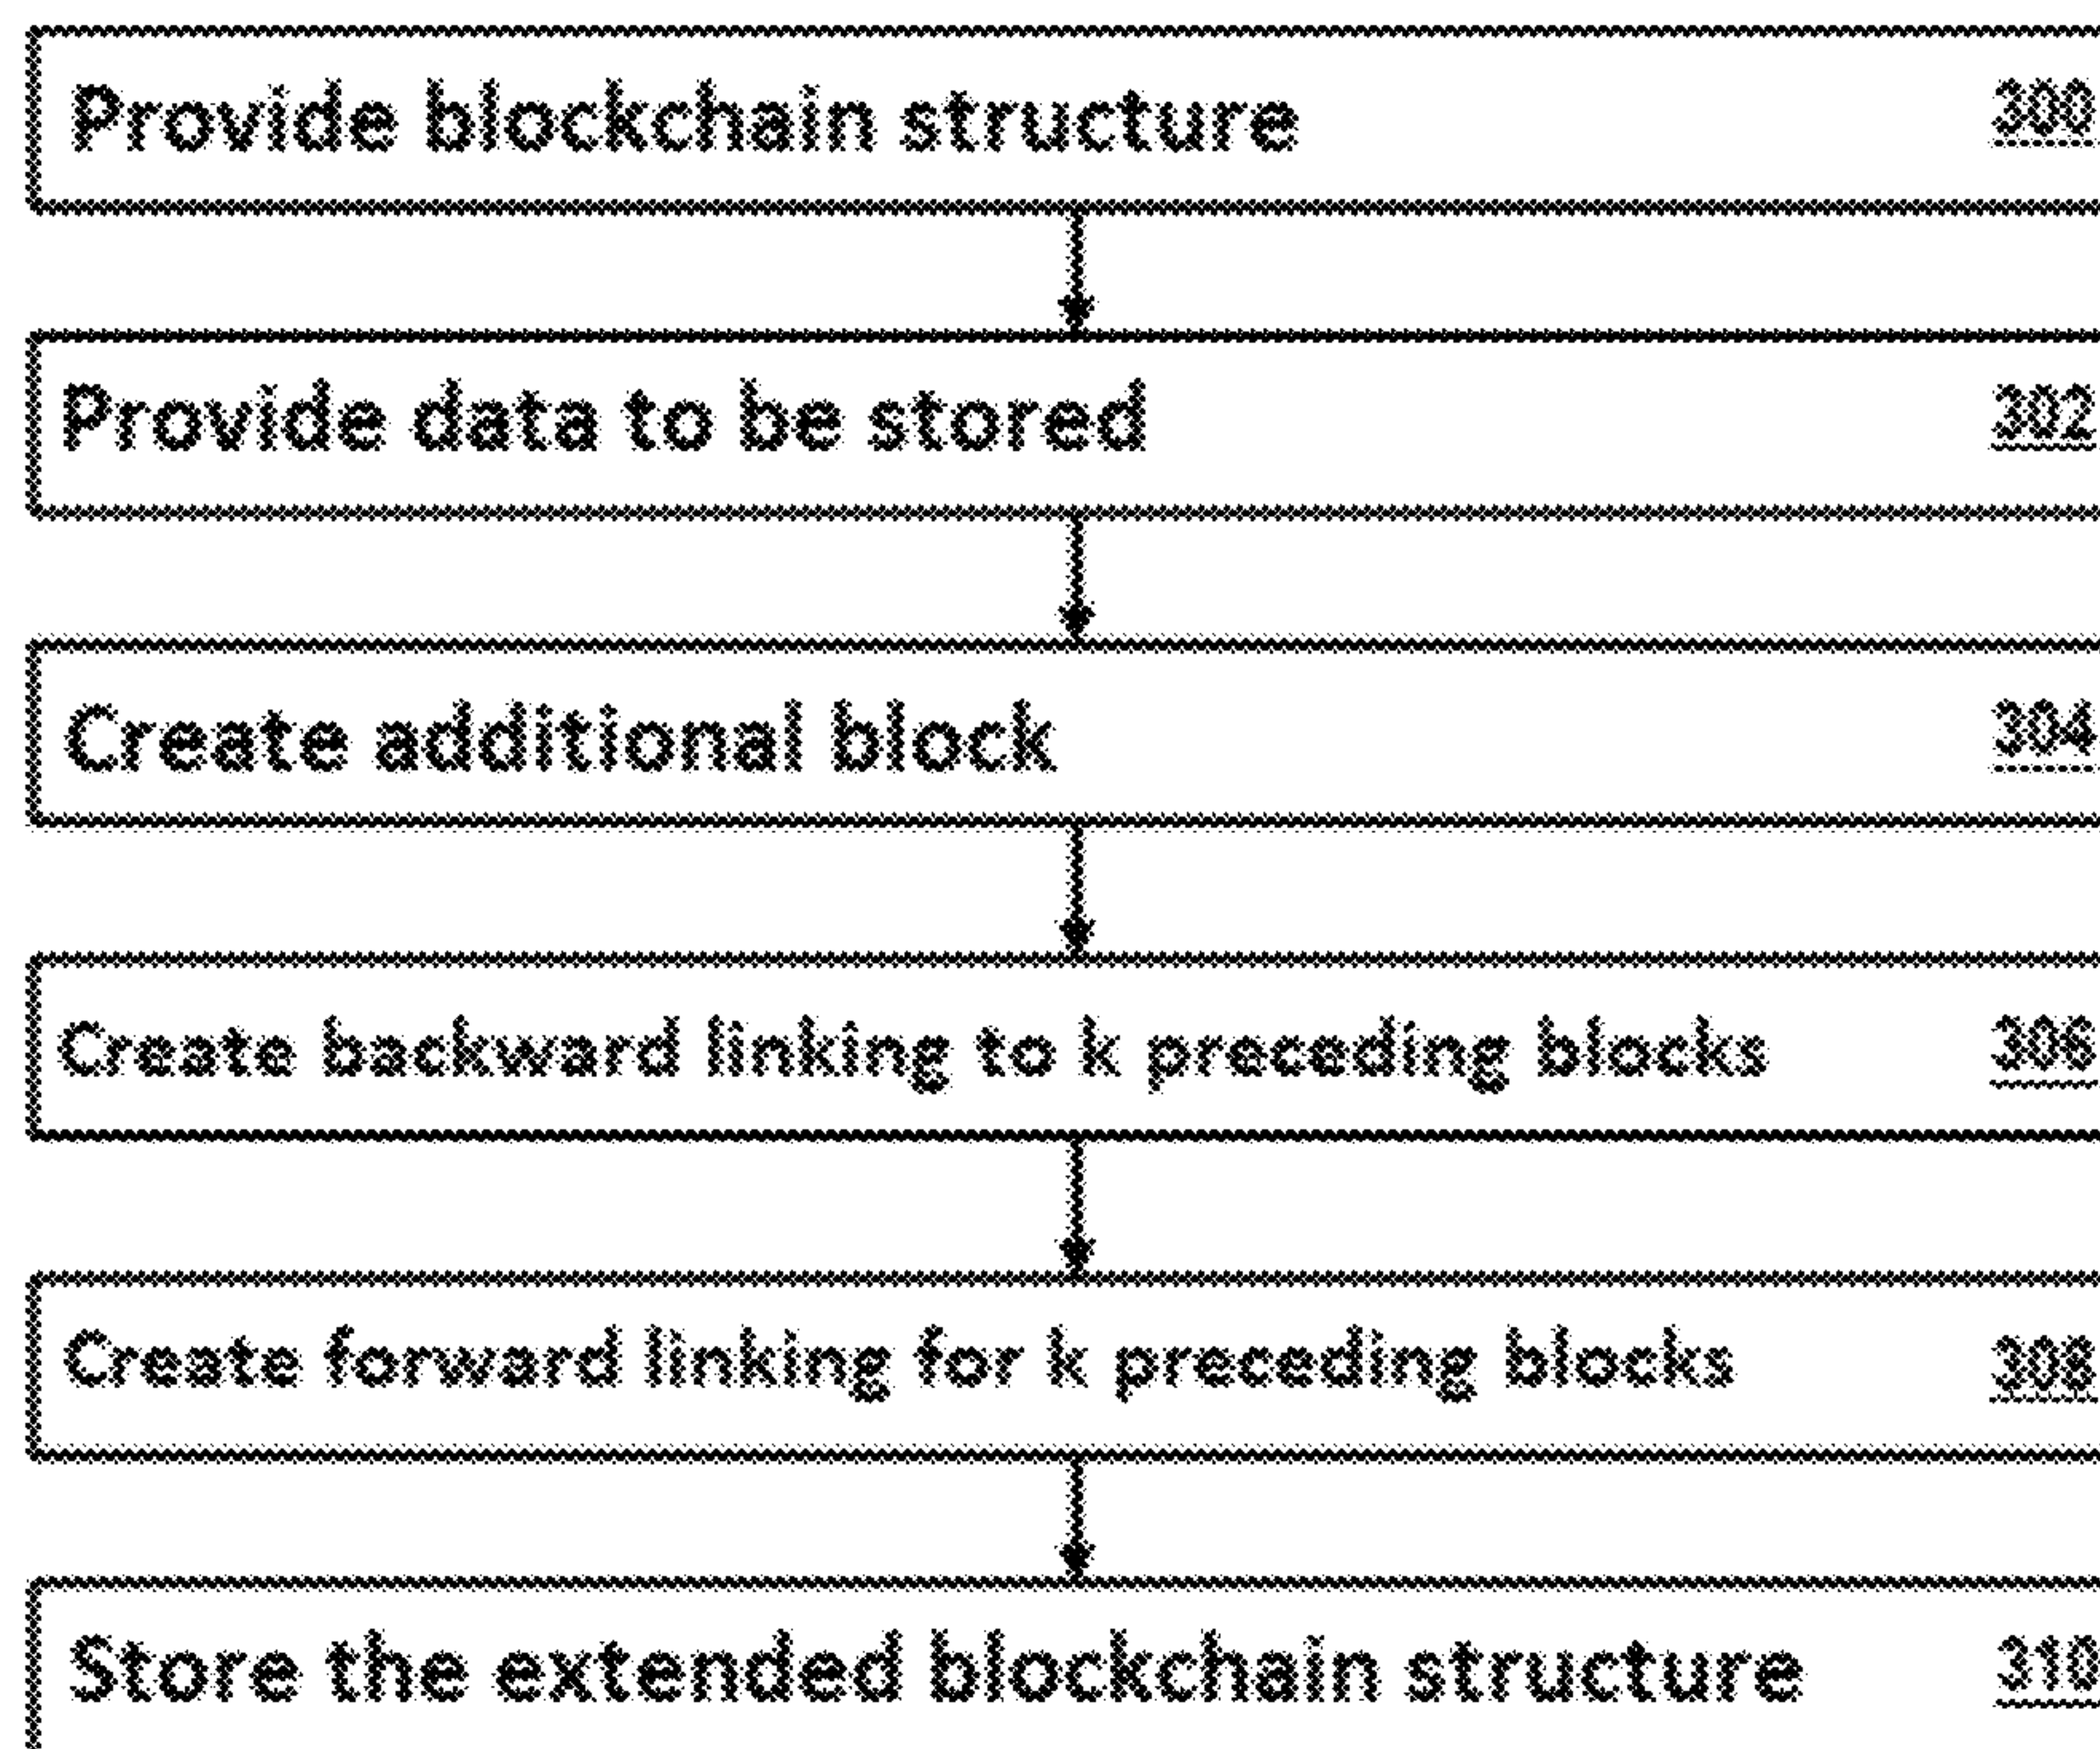 Provide blockchain structure 300
Provide data to be stored 302
Create additional block 304
Create backward linking to k preceding blocks 306
Create forward linking for k preceding blocks 308
Store the extended blockchain structure 310